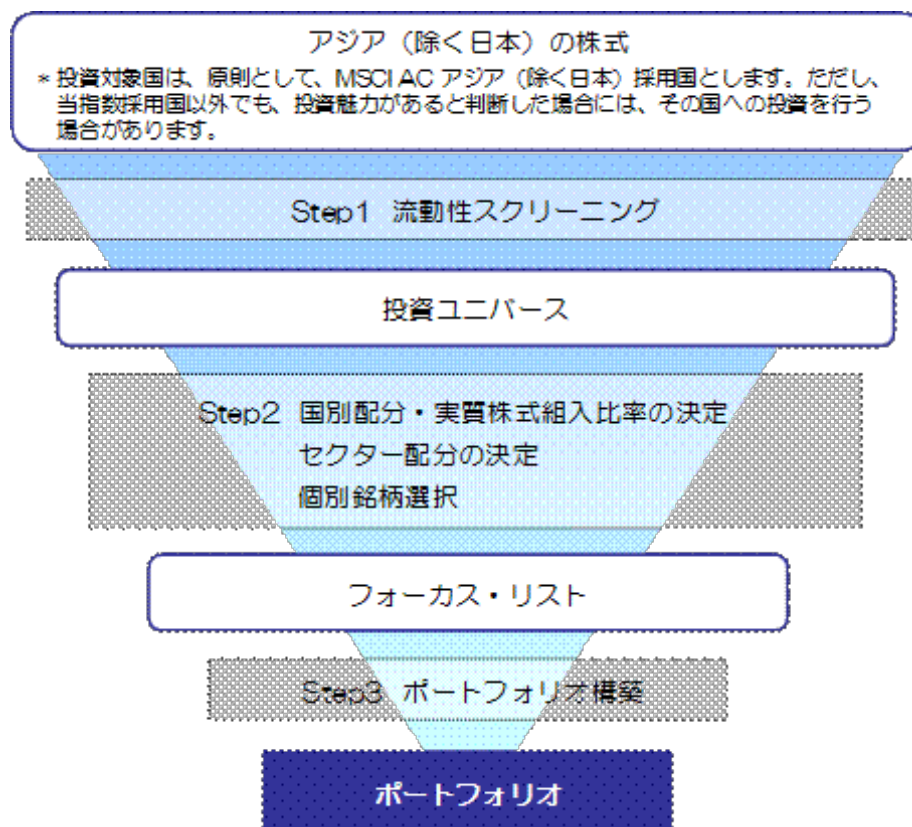 アジア（除く日本）の株式
* 投資対象国は、原則として、MSCI AC アジア（除く日本）採用国とします。ただし、
当指数採用国以外でも、投資魅力があると判断した場合には、その国への投資を行う
場合があります。
Step1 流動性スクリーニング
投資ユニバース
Step2 国別配分・実質株式組入比率の決定
セクター配分の決定
個別銘柄選択
フォーカス・リスト
Step3 ポートフォリオ構築
ポートフォリオ